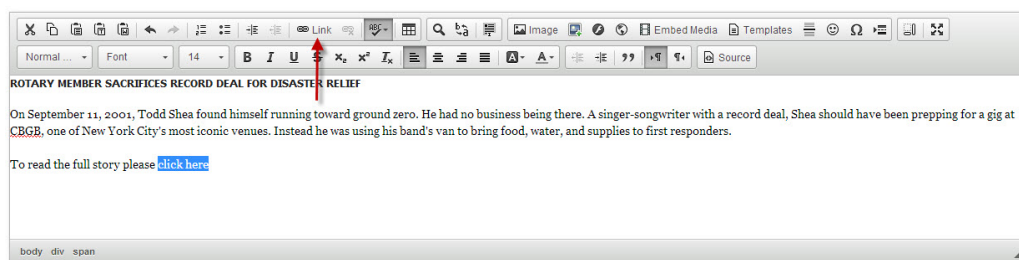 Link ABC Image Embed Media Templates Ω
Normal ... Font 14 B I U S x₂ x² Iₓ A A Source
ROTARY MEMBER SACRIFICES RECORD DEAL FOR DISASTER RELIEF
On September 11, 2001, Todd Shea found himself running toward ground zero. He had no business being there. A singer-songwriter with a record deal, Shea should have been prepping for a gig at
CBGB, one of New York City's most iconic venues. Instead he was using his band's van to bring food, water, and supplies to first responders.
To read the full story please click here
body div span